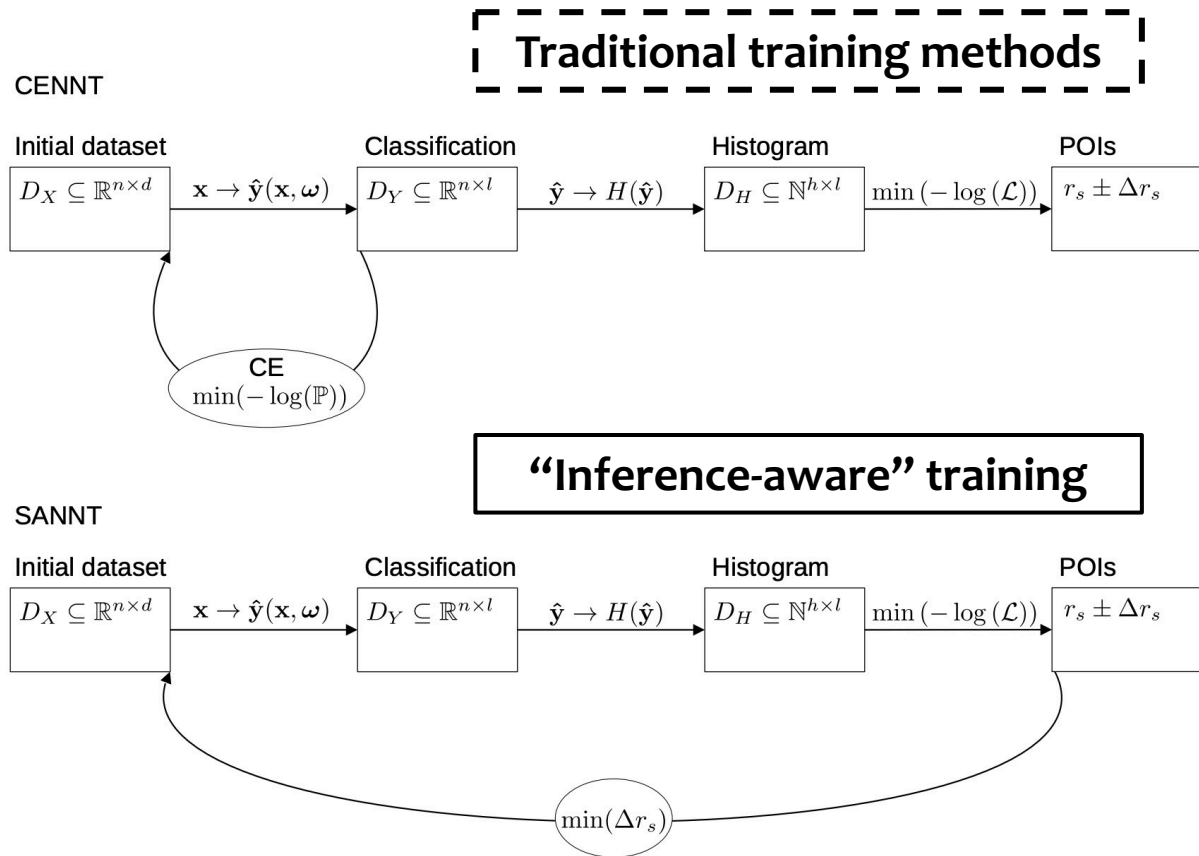 Traditional training methods
CENNT
Initial dataset Classification Histogram POIs
D_X ⊆ ℝ^{n×d} x → ŷ(x, ω) D_Y ⊆ ℝ^{n×l} ŷ → H(ŷ) D_H ⊆ ℕ^{h×l} min (− log (ℒ)) r_s ± Δr_s
CE
min(− log(ℙ))
“Inference-aware” training
SANNT
Initial dataset Classification Histogram POIs
D_X ⊆ ℝ^{n×d} x → ŷ(x, ω) D_Y ⊆ ℝ^{n×l} ŷ → H(ŷ) D_H ⊆ ℕ^{h×l} min (− log (ℒ)) r_s ± Δr_s
min(Δr_s)